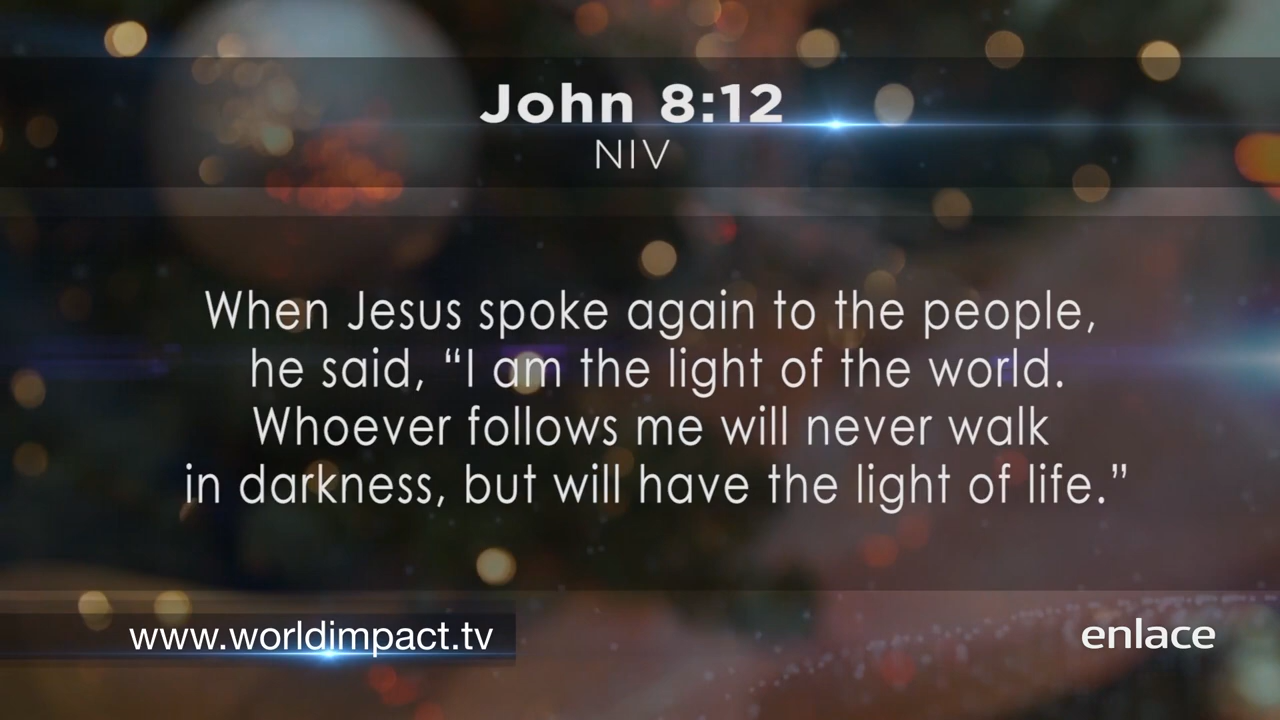 John 8:12
NIV
When Jesus spoke again to the people,
he said, “I am the light of the world.
Whoever follows me will never walk
in darkness, but will have the light of life.”
www.worldimpact.tv
enlace